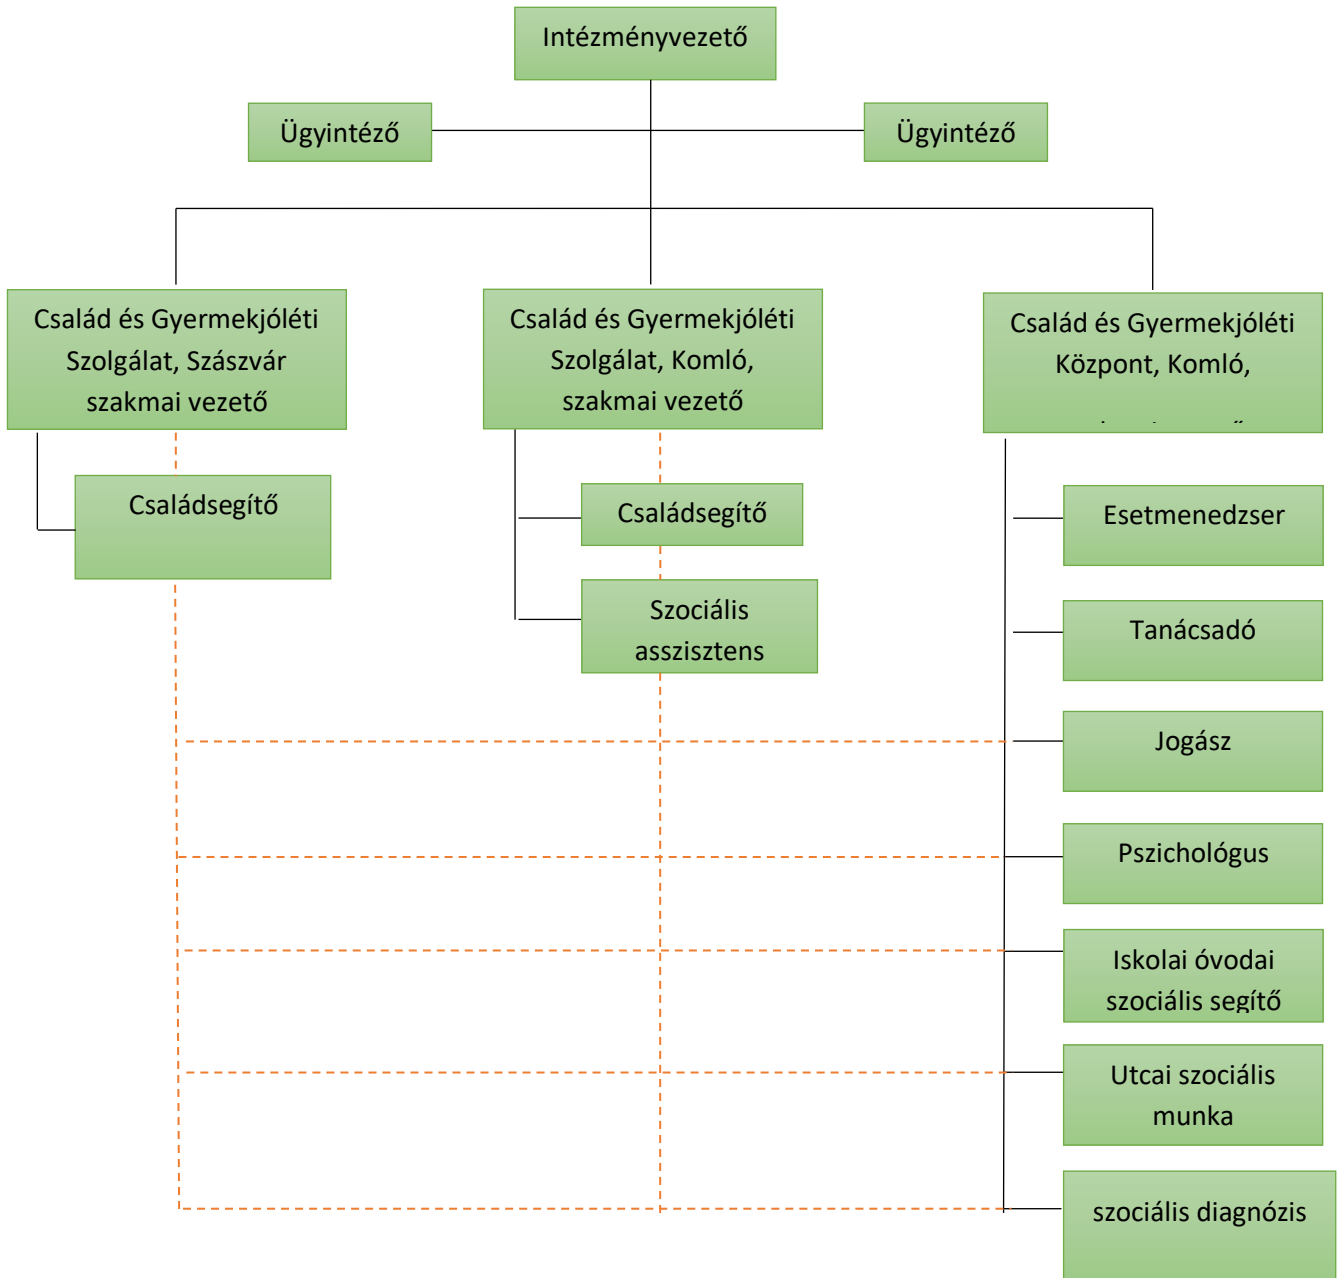 Intézményvezető
Ügyintéző
Ügyintéző
Család és Gyermekjóléti
Szolgálat, Szászvár
szakmai vezető
Család és Gyermekjóléti
Szolgálat, Komló,
szakmai vezető
Család és Gyermekjóléti
Központ, Komló,
Családsegítő
Családsegítő
Szociális
asszisztens
Esetmenedzser
Tanácsadó
Jogász
Pszichológus
Iskolai óvodai
szociális segítő
Utcai szociális
munka
szociális diagnózis